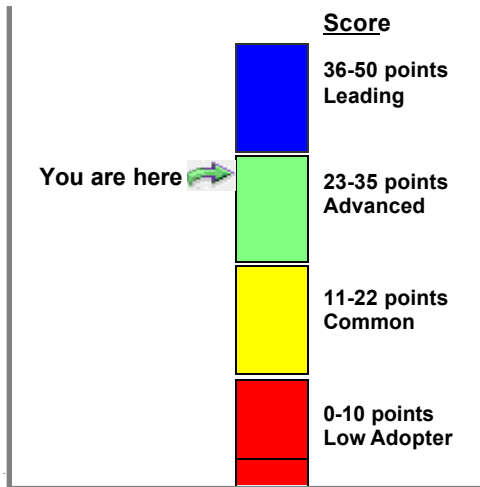 Score
36-50 points
Leading
You are here
23-35 points
Advanced
11-22 points
Common
0-10 points
Low Adopter